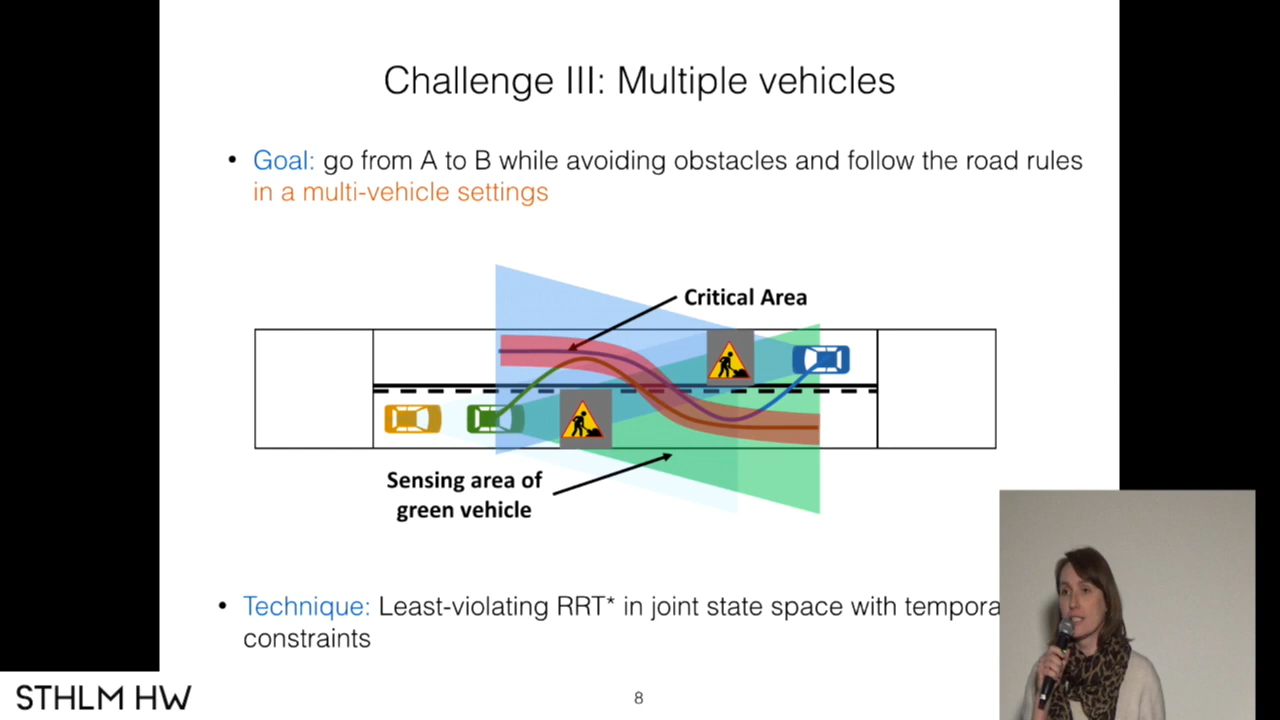 Challenge III: Multiple vehicles
• Goal: go from A to B while avoiding obstacles and follow the road rules
in a multi-vehicle settings
Critical Area
Sensing area of
green vehicle
• Technique: Least-violating RRT* in joint state space with tempora
constraints
STHLM HW
8